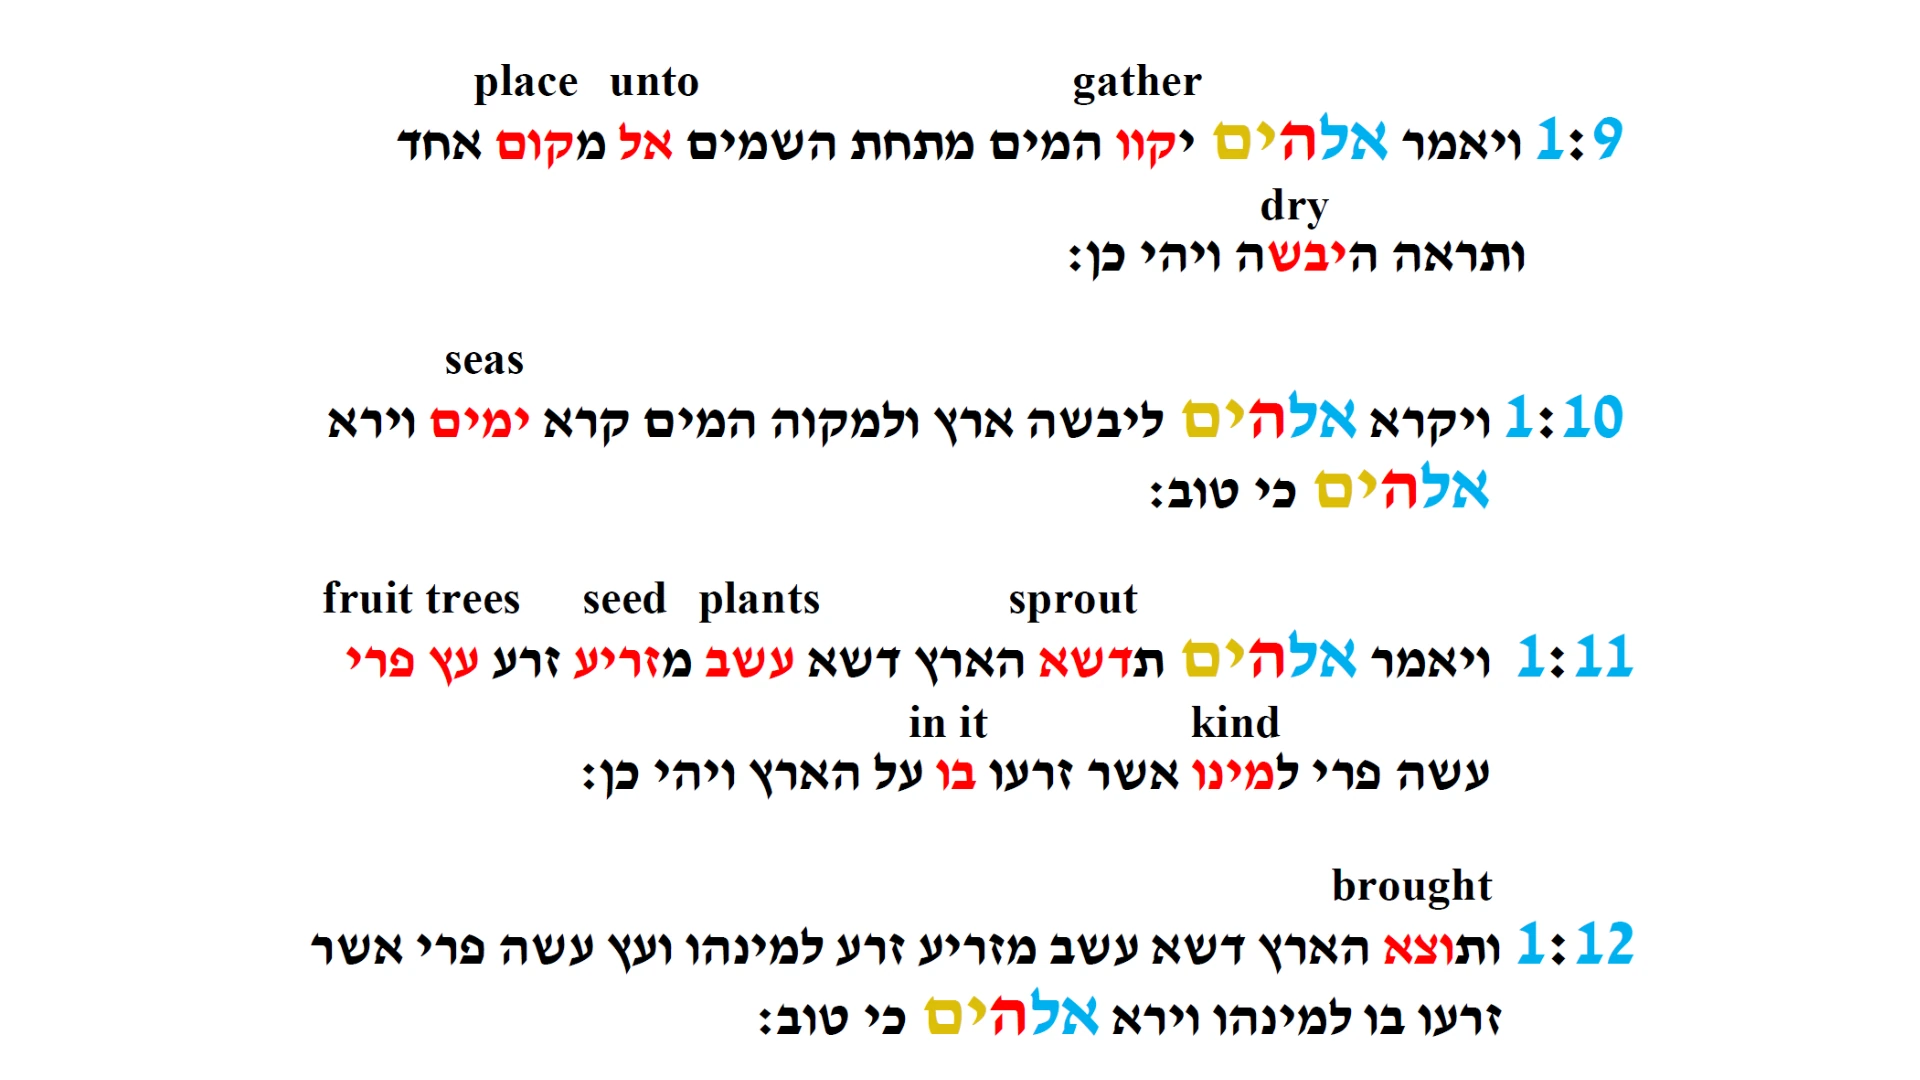 place unto gather
1:9 ויאמר אלהים יקוו המים מתחת השמים אל מקום אחד
dry
ותראה היבשה ויהי כן:
seas
1:10 ויקרא אלהים ליבשה ארץ ולמקוה המים קרא ימים וירא
אלהים כי טוב:
fruit trees seed plants sprout
1:11 ויאמר אלהים תדשא הארץ דשא עשב מזריע זרע עץ פרי
in it kind
עשה פרי למינו אשר זרעו בו על הארץ ויהי כן:
brought
1:12 ותוצא הארץ דשא עשב מזריע זרע למינהו ועץ עשה פרי אשר
זרעו בו למינהו וירא אלהים כי טוב: